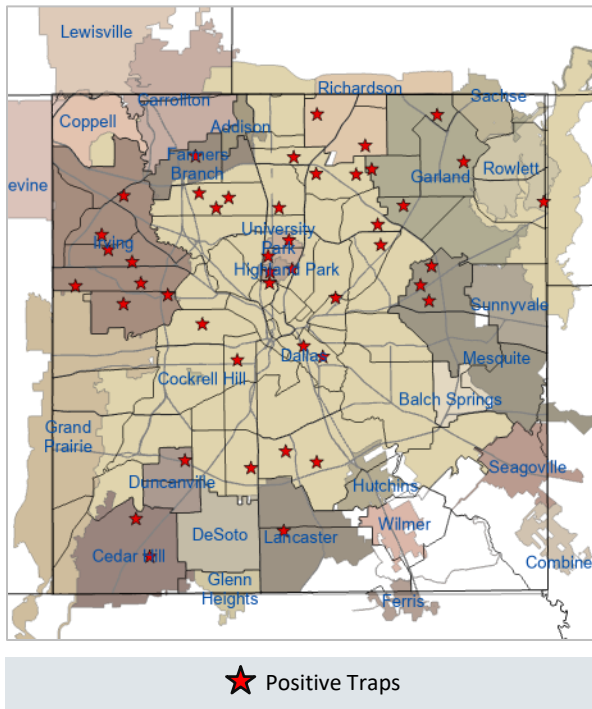 Lewisville
Richardson
Carrollton
Sachse
Coppell
Addison
Farmers
Branch
Garland
Rowlett
evine
University
Park
Irving
Highland Park
Sunnyvale
Dallas
Mesquite
Cockrell Hill
Balch Springs
Grand
Prairie
Seagoville
Duncanville
Hutchins
Wilmer
DeSoto
Lancaster
Cedar Hill
Combine
Glenn
Heights
Ferris
Positive Traps